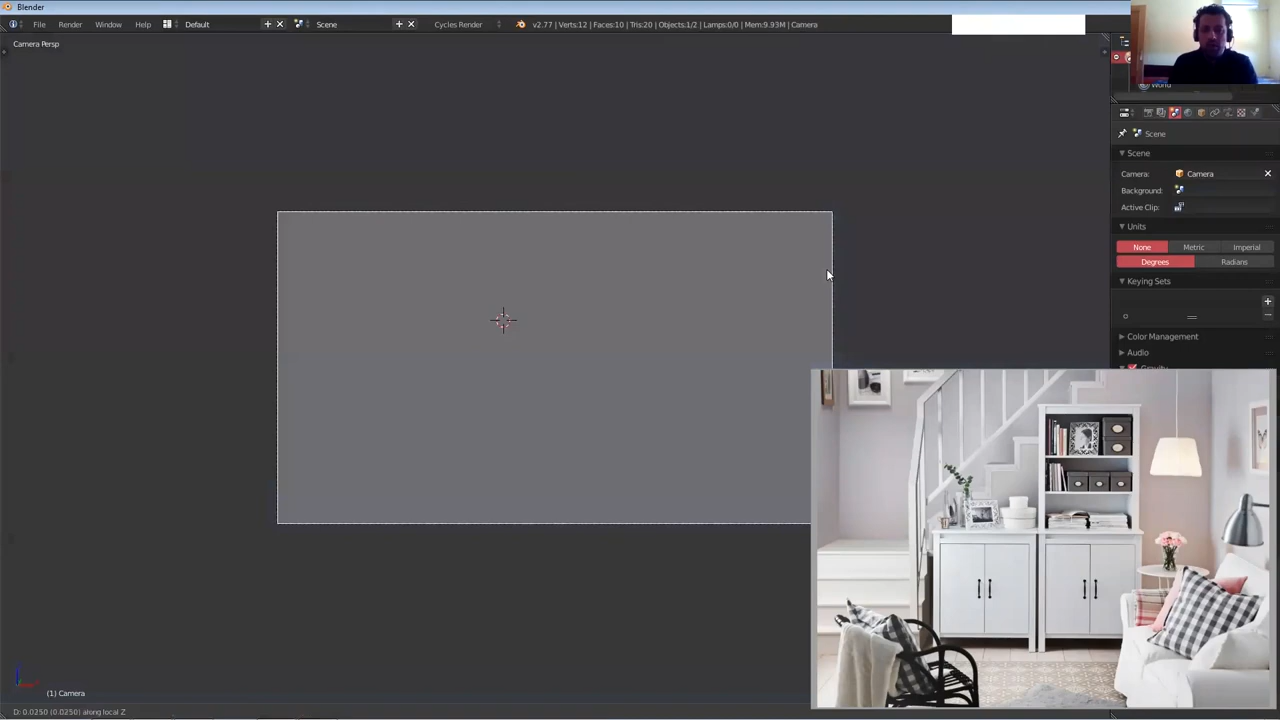 Blender
File Render Window Help Default Scene Cycles Render v2.77 | Verts:12 | Faces:10 | Tris:20 | Objects:1/2 | Lamps:0/0 | Mem:9.93M | Camera
Camera Persp
World
Scene
Scene
Camera: Camera
Background:
Active Clip:
Units
None Metric Imperial
Degrees Radians
Keying Sets
Color Management
Audio
Gravity
(1) Camera
D: 0.0250 (0.0250) along local Z